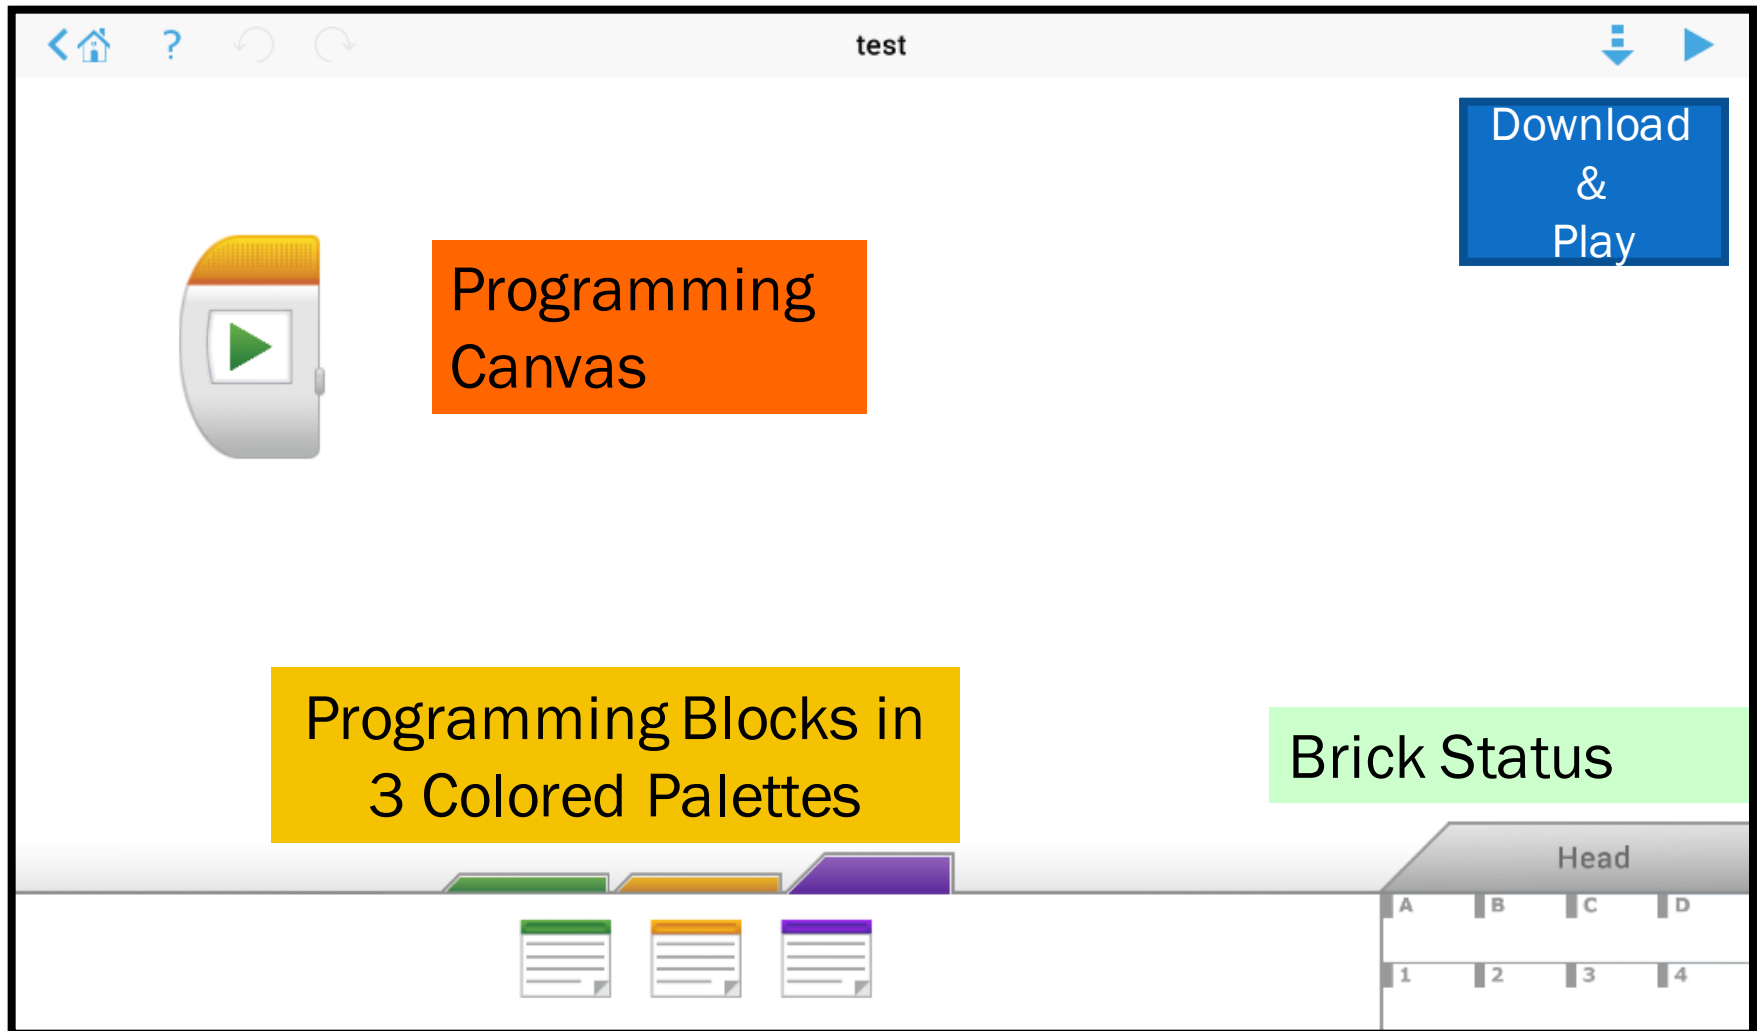 ?
test
Download
&
Play
Programming
Canvas
Programming Blocks in
3 Colored Palettes
Brick Status
Head
A B C D
1 2 3 4